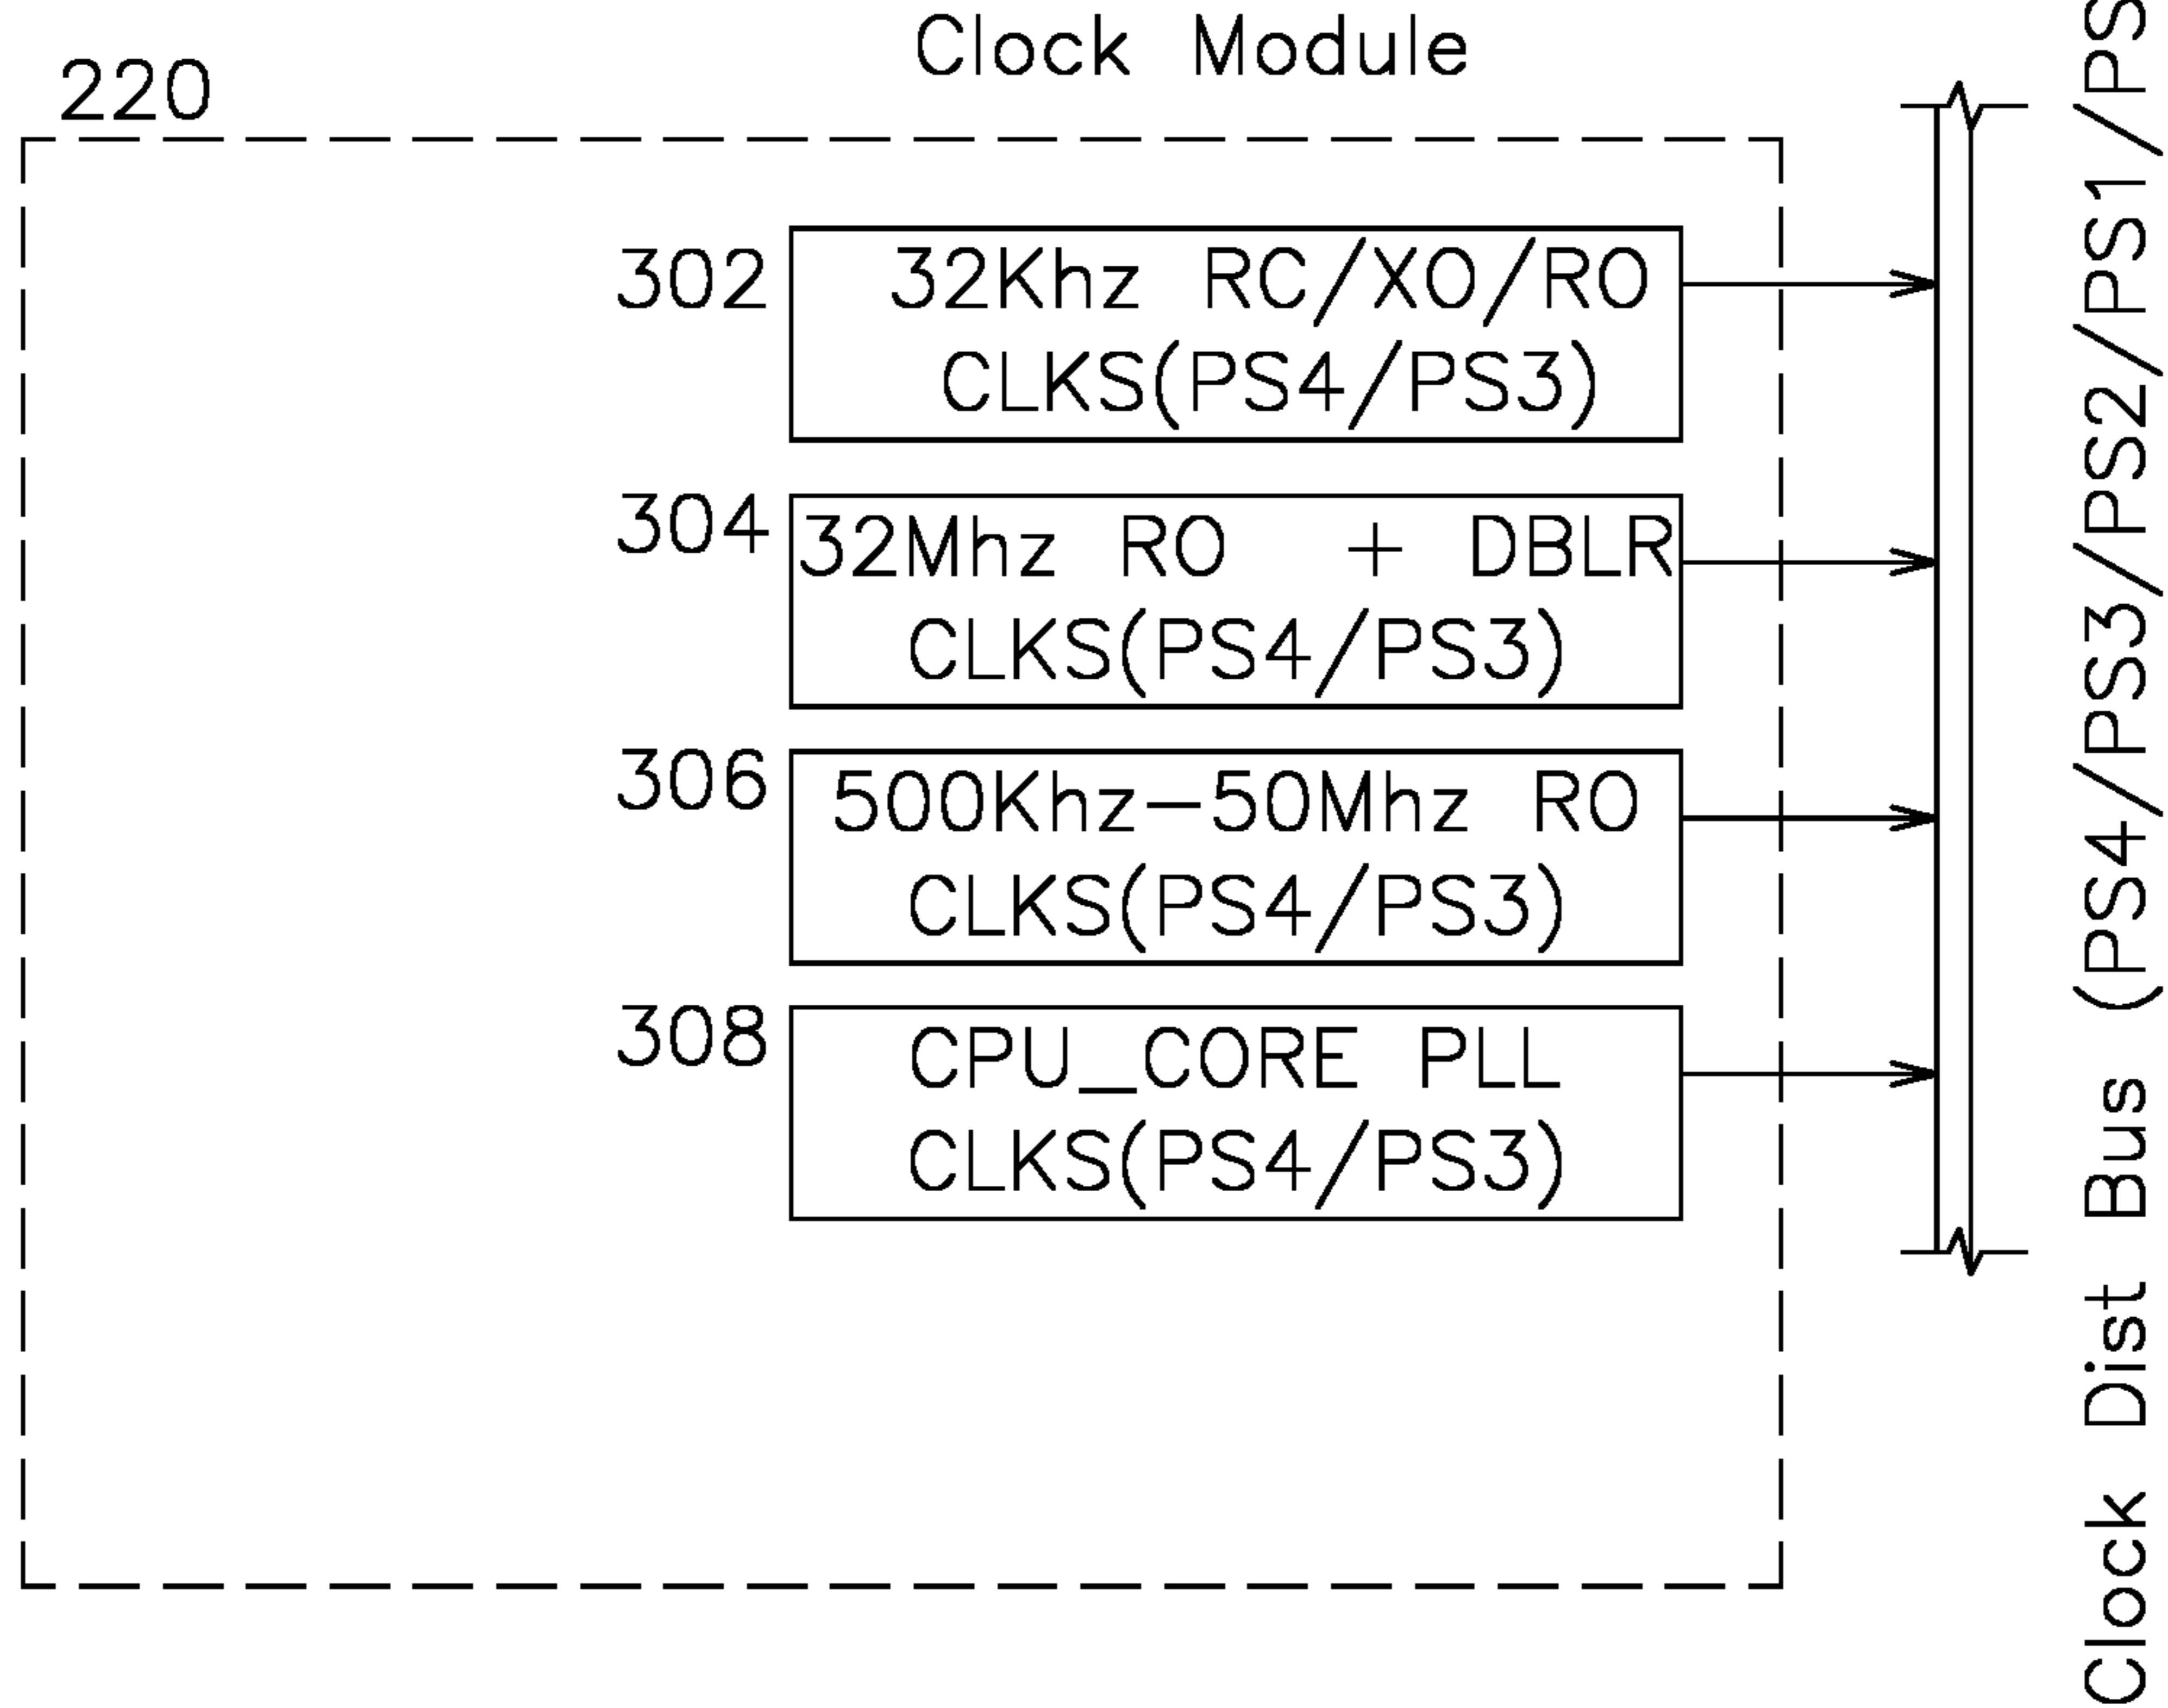 Clock Module
220
302
32Khz RC/XO/RO
CLKS(PS4/PS3)
304
32Mhz RO + DBLR
CLKS(PS4/PS3)
306
500Khz-50Mhz RO
CLKS(PS4/PS3)
308
CPU_CORE PLL
CLKS(PS4/PS3)
Clock Dist Bus (PS4/PS3/PS2/PS1/PS